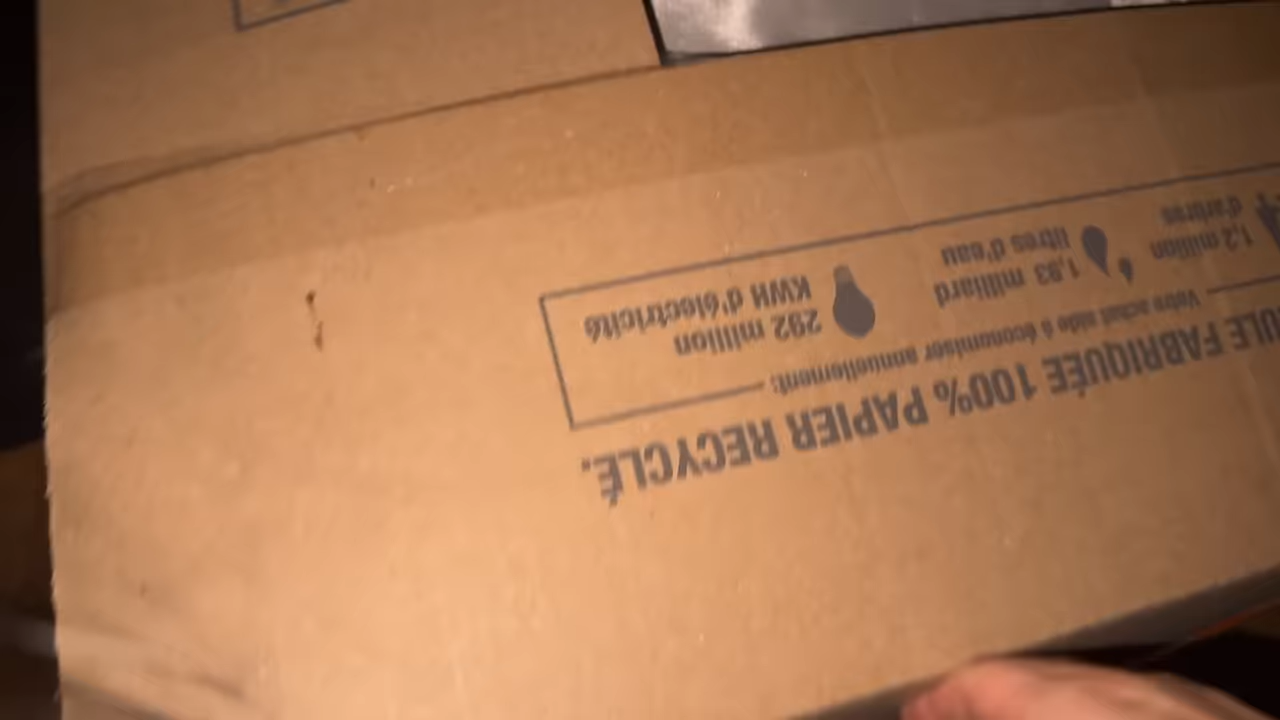 ULE FABRIQUÉE 100% PAPIER RECYCLÉ.
Votre achat aide à économiser annuellement:
1,2 million
d'arbres
1,93 milliard
litres d'eau
292 million
KWH d'électricité